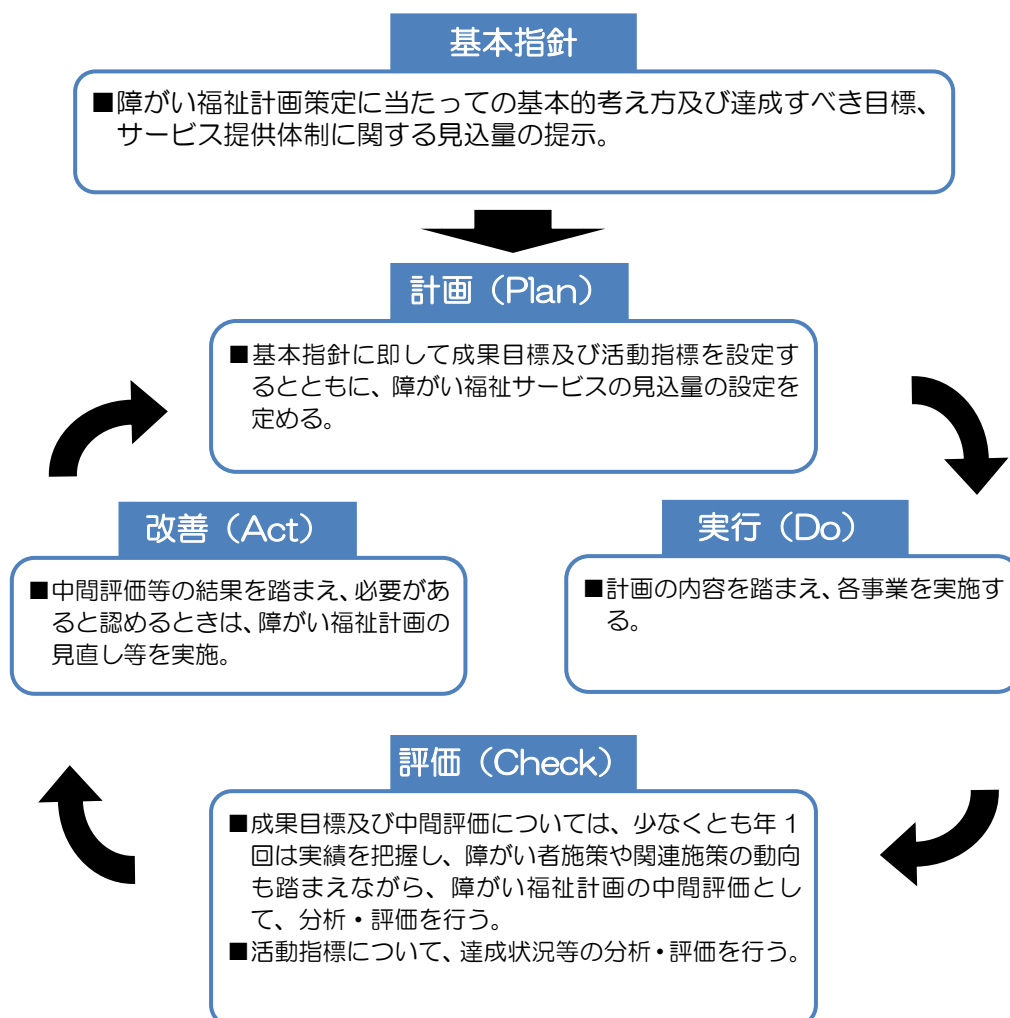 基本指針
■障がい福祉計画策定に当たっての基本的考え方及び達成すべき目標、
サービス提供体制に関する見込量の提示。
計画（Plan）
■基本指針に即して成果目標及び活動指標を設定す
るとともに、障がい福祉サービスの見込量の設定を
定める。
改善（Act）
■中間評価等の結果を踏まえ、必要があ
ると認めるときは、障がい福祉計画の
見直し等を実施。
実行（Do）
■計画の内容を踏まえ、各事業を実施す
る。
評価（Check）
■成果目標及び中間評価については、少なくとも年1
回は実績を把握し、障がい者施策や関連施策の動向
も踏まえながら、障がい福祉計画の中間評価とし
て、分析・評価を行う。
■活動指標について、達成状況等の分析・評価を行う。